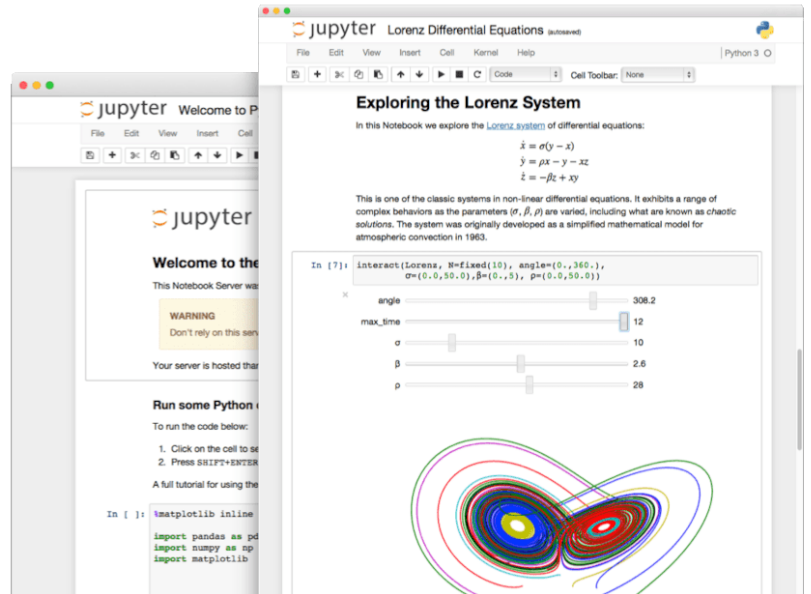 jupyter Lorenz Differential Equations (autosaved)
File Edit View Insert Cell Kernel Help Python 3
Code Cell Toolbar: None
Exploring the Lorenz System
In this Notebook we explore the Lorenz system of differential equations:
ẋ = σ(y − x)
ẏ = ρx − y − xz
ż = −βz + xy
This is one of the classic systems in non-linear differential equations. It exhibits a range of
complex behaviors as the parameters (σ, β, ρ) are varied, including what are known as chaotic
solutions. The system was originally developed as a simplified mathematical model for
atmospheric convection in 1963.
In [7]: interact(Lorenz, N=fixed(10), angle=(0.,360.),
σ=(0.0,50.0),β=(0.,5), ρ=(0.0,50.0))
angle 308.2
max_time 12
σ 10
β 2.6
ρ 28
jupyter Welcome to P
File Edit View Insert Cell
jupyter
Welcome to the
This Notebook Server was
WARNING
Don't rely on this serv
Your server is hosted than
Run some Python
To run the code below:
1. Click on the cell to se
2. Press SHIFT+ENTER
A full tutorial for using the
In [ ]: %matplotlib inline
import pandas as pd
import numpy as np
import matplotlib